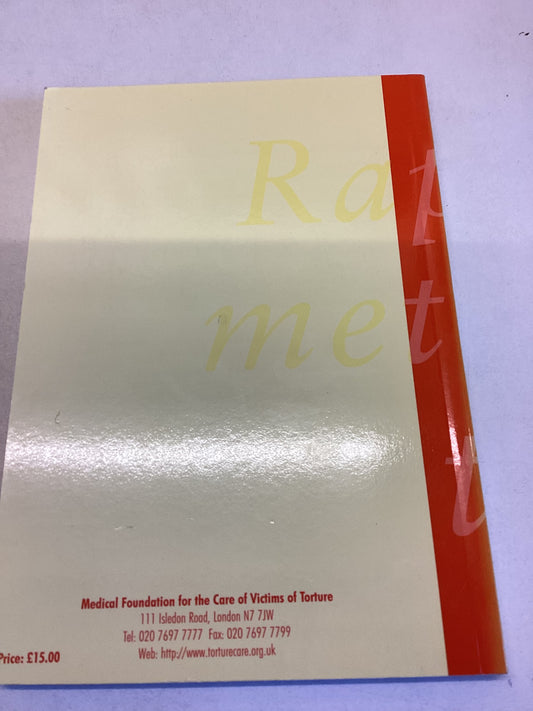 Rap
met
t
Medical Foundation for the Care of Victims of Torture
111 Isledon Road, London N7 7JW
Tel: 020 7697 7777 Fax: 020 7697 7799
Web: http://www.torturecare.org.uk
Price: £15.00